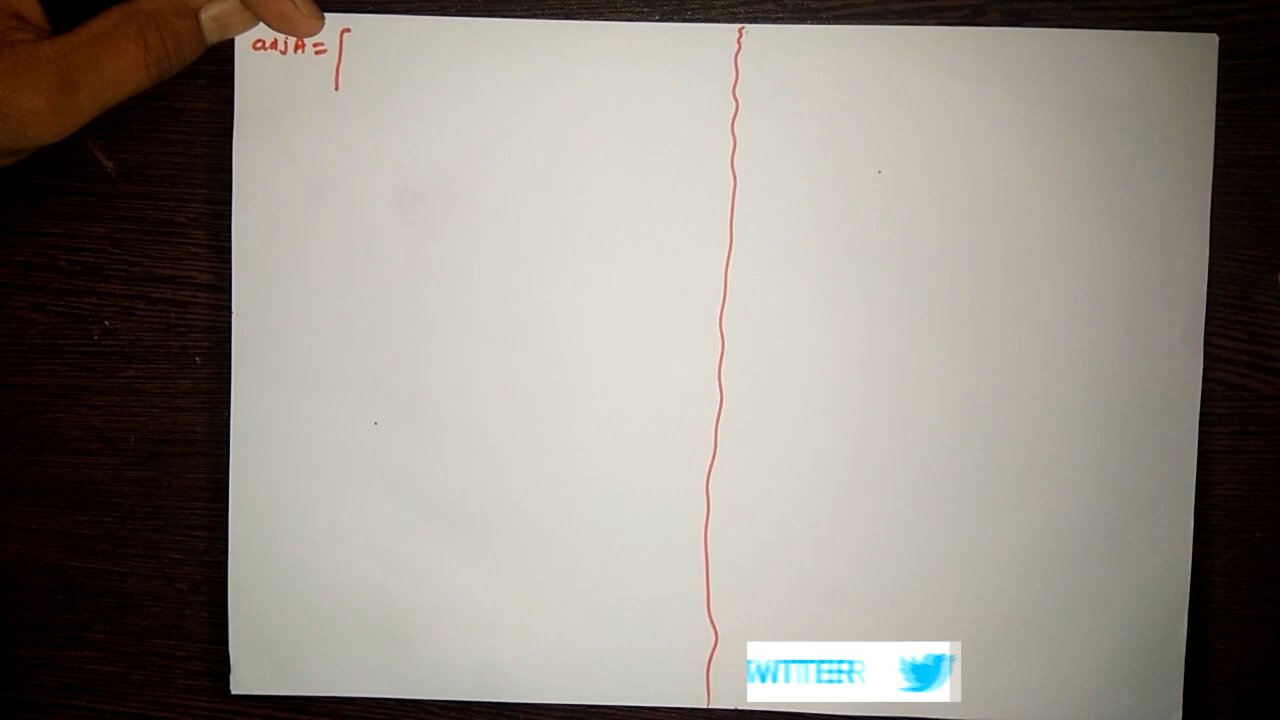 adjA = [
TWITTER